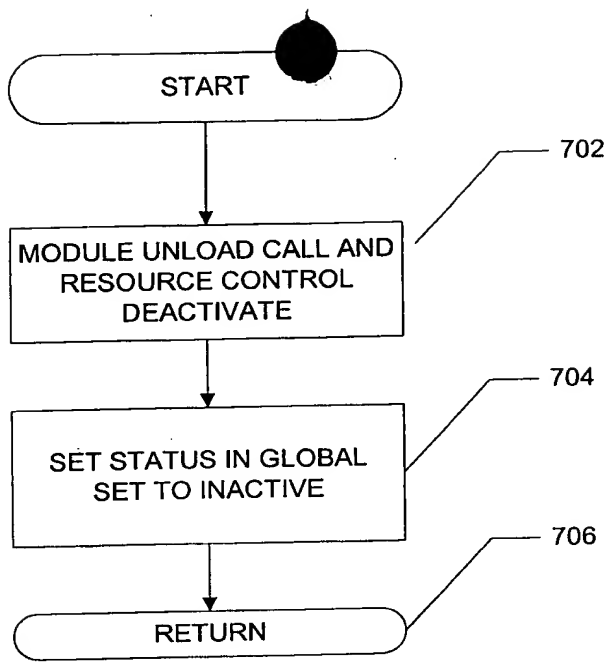 START
702
MODULE UNLOAD CALL AND
RESOURCE CONTROL
DEACTIVATE
704
SET STATUS IN GLOBAL
SET TO INACTIVE
706
RETURN